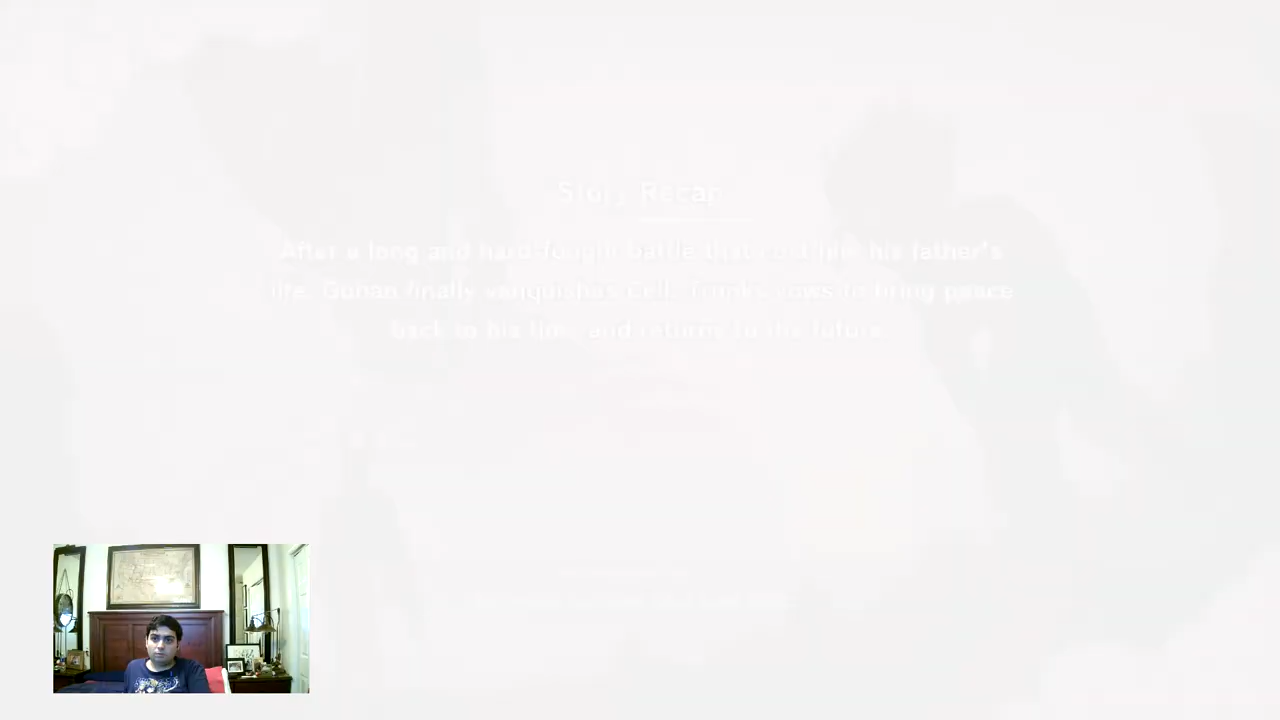 Story Recap
After a long and hard-fought battle that cost him his father's
life, Gohan finally vanquishes Cell. Trunks vows to bring peace
back to his time and returns to the future.